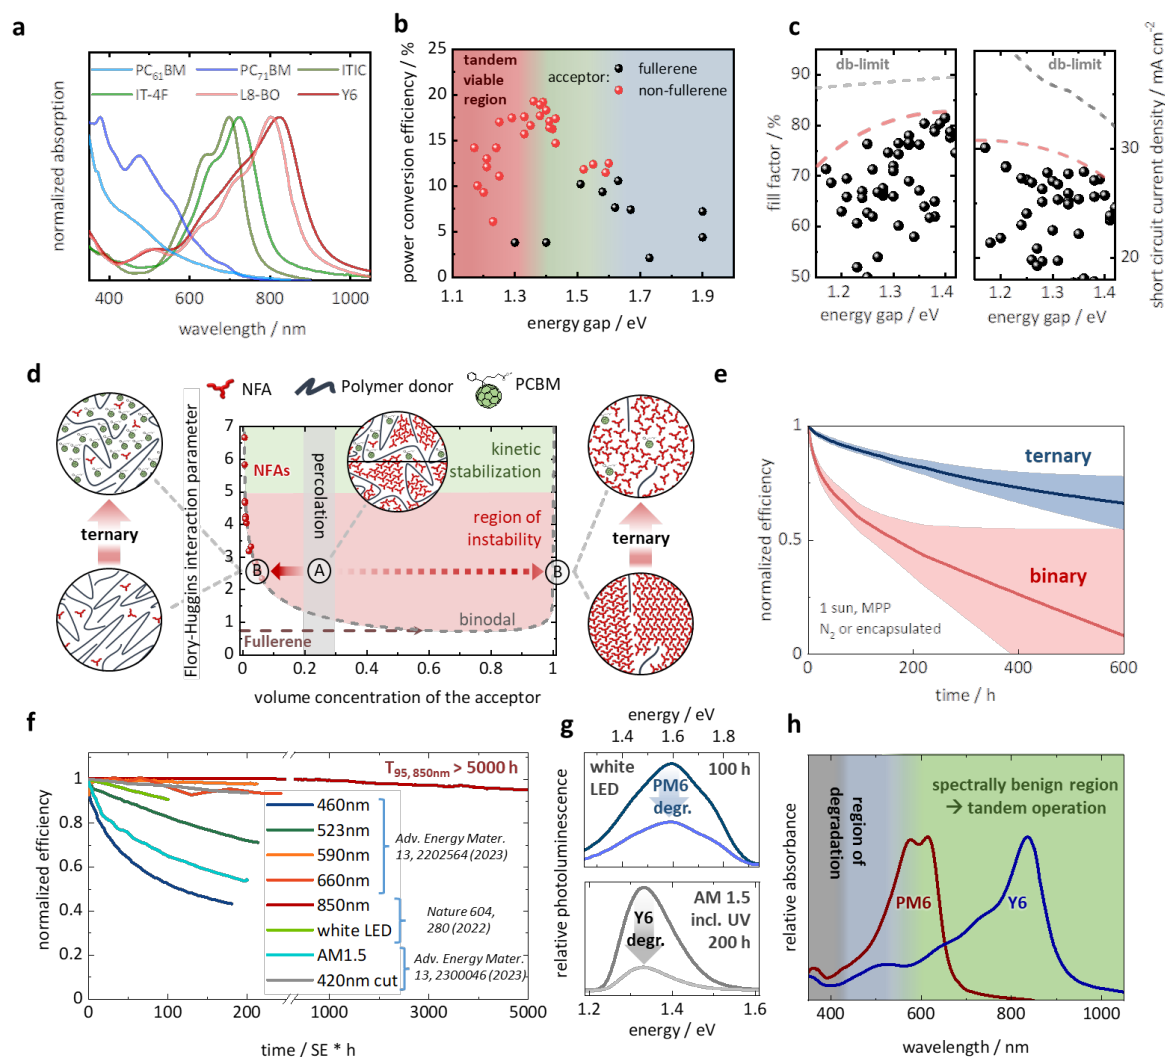 a
PC61BM
PC71BM
ITIC
IT-4F
L8-BO
Y6
normalized absorption
400
600
800
1000
wavelength / nm
b
power conversion efficiency / %
25
20
15
10
5
0
tandem
viable
region
acceptor:
fullerene
non-fullerene
1.1
1.3
1.5
1.7
1.9
energy gap / eV
c
fill factor / %
90
80
70
60
50
db-limit
1.2
1.3
1.4
energy gap / eV
db-limit
1.2
1.3
1.4
energy gap / eV
30
20
short circuit current density / mA cm-2
d
NFA
Polymer donor
PCBM
ternary
Flory-Huggins interaction parameter
7
6
5
4
3
2
1
0
NFAs
percolation
kinetic
stabilization
region of
instability
B
A
B
binodal
Fullerene
0
0.2
0.4
0.6
0.8
1
volume concentration of the acceptor
ternary
e
normalized efficiency
1
0.5
0
ternary
binary
1 sun, MPP
N2 or encapsulated
0
200
400
600
time / h
f
normalized efficiency
1
0.8
0.6
0.4
0.2
0
T95, 850nm > 5000 h
460nm
523nm
590nm
660nm
850nm
white LED
AM1.5
420nm cut
Adv. Energy Mater.
13, 2202564 (2023)
Nature 604,
280 (2022)
Adv. Energy Mater.
13, 2300046 (2023)
0
100
200
1000
3000
5000
time / SE * h
g
energy / eV
1.4
1.6
1.8
white
LED
100 h
PM6
degr.
relative photoluminescence
AM 1.5
incl. UV
200 h
Y6
degr.
1.2
1.4
1.6
energy / eV
h
relative absorbance
region of
degradation
spectrally benign region
→ tandem operation
PM6
Y6
400
600
800
1000
wavelength / nm